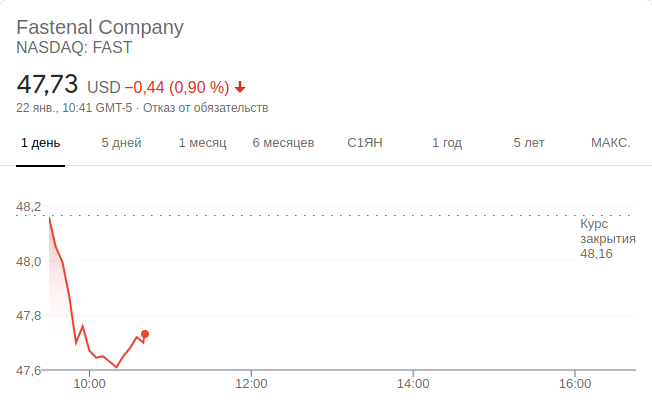 Fastenal Company
NASDAQ: FAST
47,73 USD −0,44 (0,90 %)
22 янв., 10:41 GMT-5 · Отказ от обязательств
1 день 5 дней 1 месяц 6 месяцев С1ЯН 1 год 5 лет МАКС.
48,2
Курс
закрытия
48,16
48,0
47,8
47,6
10:00 12:00 14:00 16:00